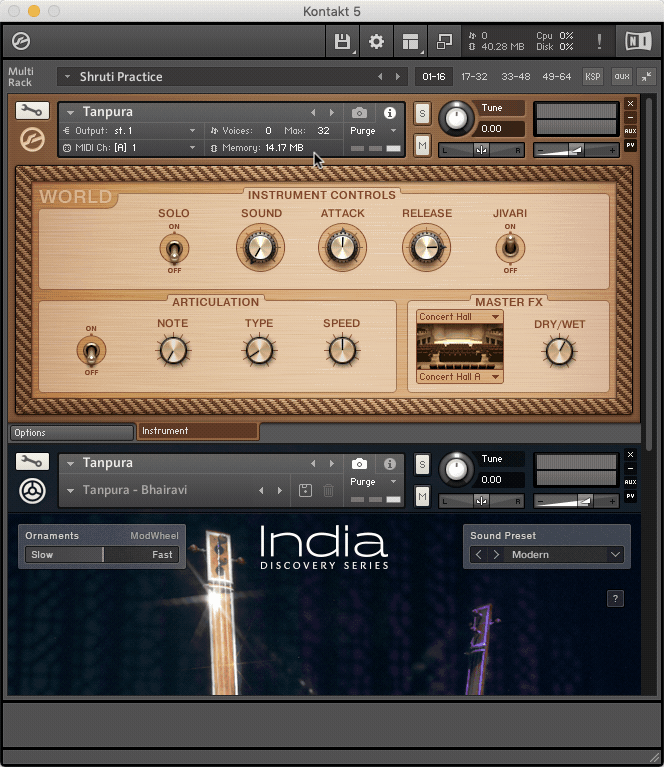 Kontakt 5
0 Cpu 0%
40.28 MB Disk 0%
! NI
Multi Rack
Shruti Practice
01-16 17-32 33-48 49-64 KSP aux
Tanpura
Output: st. 1 Voices: 0 Max: 32 Purge
MIDI Ch: [A] 1 Memory: 14.17 MB
S
M
Tune
0.00
L R
- +
×
-
AUX
PV
WORLD
INSTRUMENT CONTROLS
SOLO SOUND ATTACK RELEASE JIVARI
ON ON
OFF OFF
ARTICULATION
ON
OFF
NOTE TYPE SPEED
MASTER FX
Concert Hall
Concert Hall A
DRY/WET
Options Instrument
Tanpura
Tanpura - Bhairavi
Purge
S
M
Tune
0.00
L R
- +
×
-
AUX
PV
Ornaments ModWheel
Slow Fast
India
DISCOVERY SERIES
Sound Preset
Modern
?